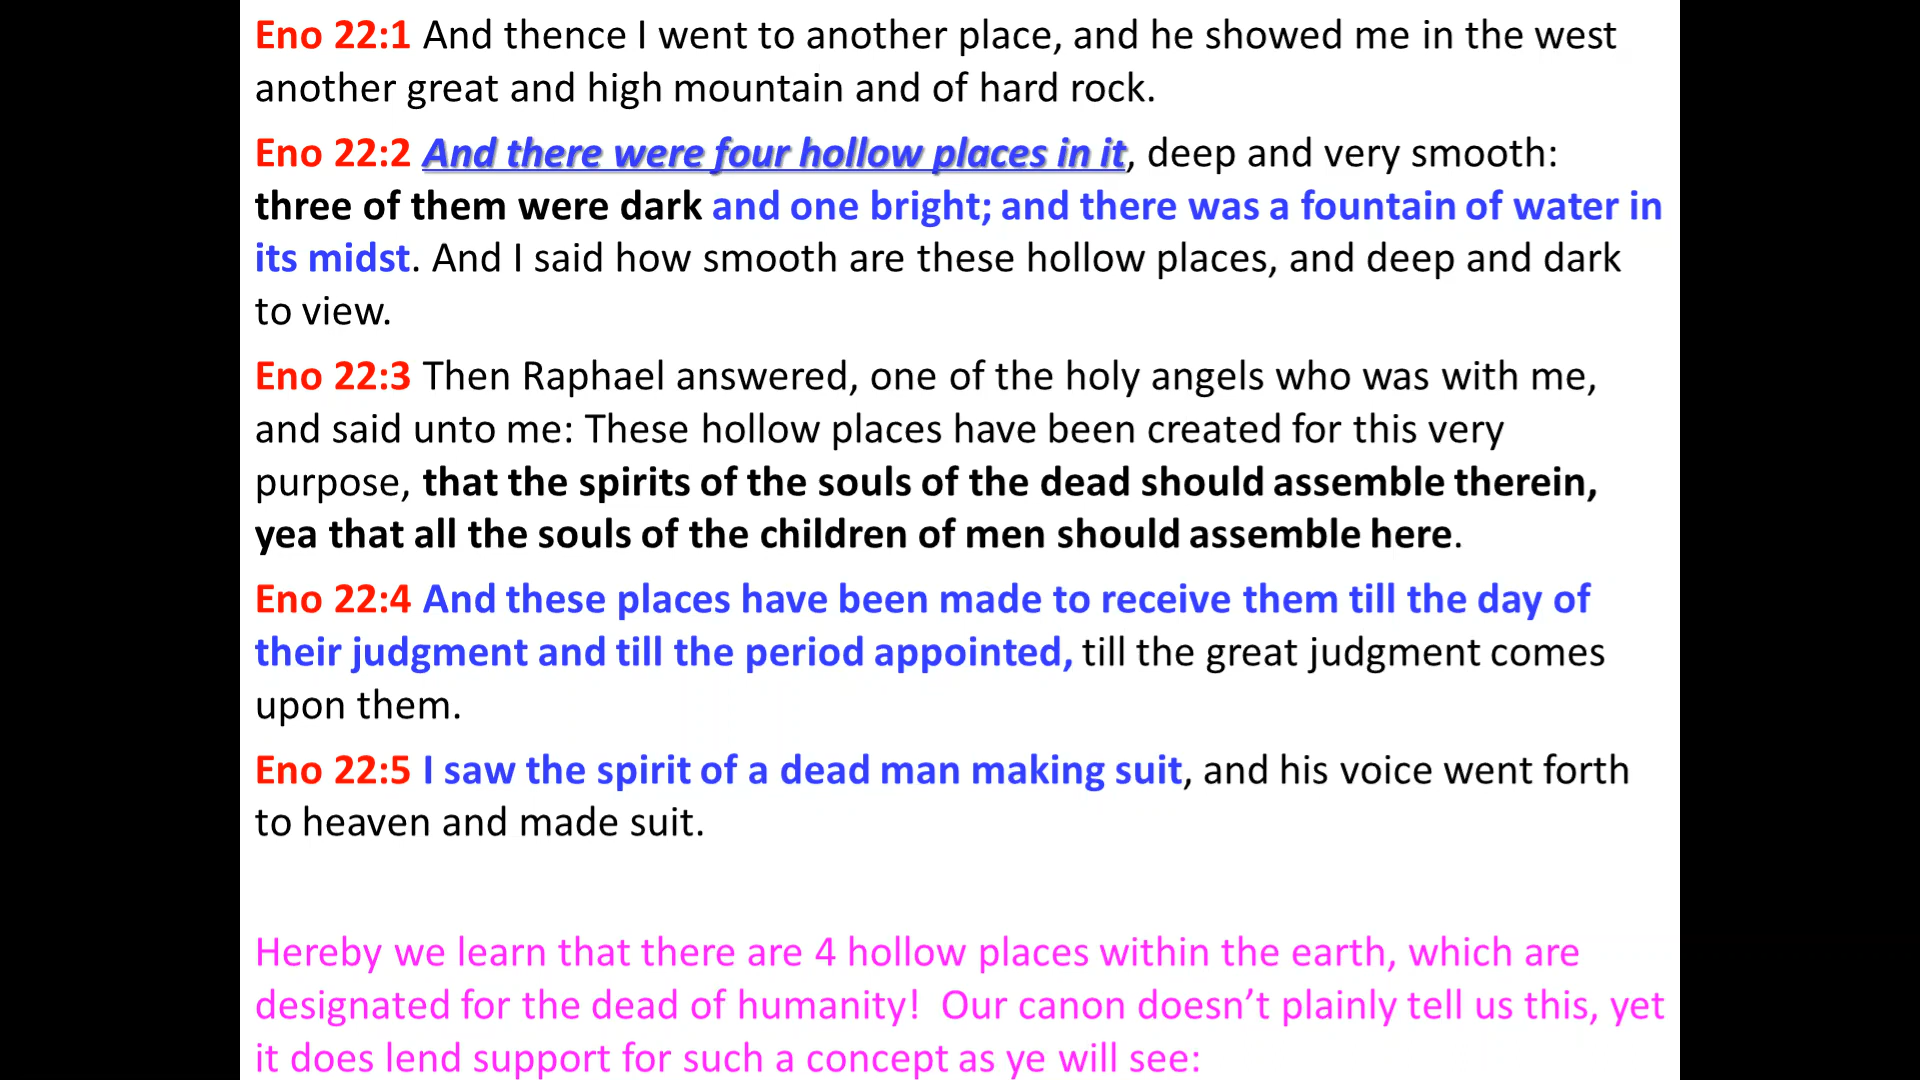 Eno 22:1 And thence I went to another place, and he showed me in the west
another great and high mountain and of hard rock.
Eno 22:2 And there were four hollow places in it, deep and very smooth:
three of them were dark and one bright; and there was a fountain of water in
its midst. And I said how smooth are these hollow places, and deep and dark
to view.
Eno 22:3 Then Raphael answered, one of the holy angels who was with me,
and said unto me: These hollow places have been created for this very
purpose, that the spirits of the souls of the dead should assemble therein,
yea that all the souls of the children of men should assemble here.
Eno 22:4 And these places have been made to receive them till the day of
their judgment and till the period appointed, till the great judgment comes
upon them.
Eno 22:5 I saw the spirit of a dead man making suit, and his voice went forth
to heaven and made suit.
Hereby we learn that there are 4 hollow places within the earth, which are
designated for the dead of humanity!  Our canon doesn’t plainly tell us this, yet
it does lend support for such a concept as ye will see: